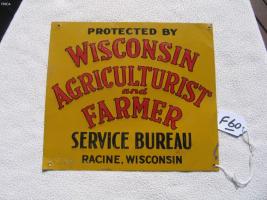 PROTECTED BY
WISCONSIN
AGRICULTURIST
and
FARMER
SERVICE BUREAU
RACINE, WISCONSIN
F60